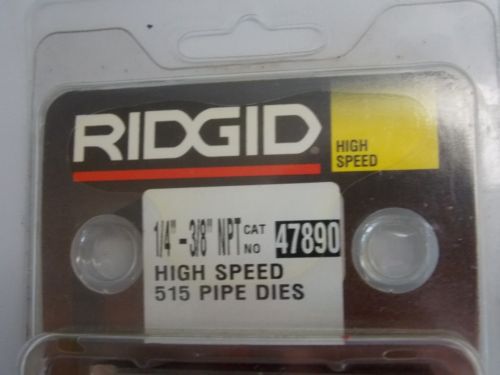 RIDGID
HIGH
SPEED
1/4" - 3/8" NPT CAT NO 47890
HIGH SPEED
515 PIPE DIES